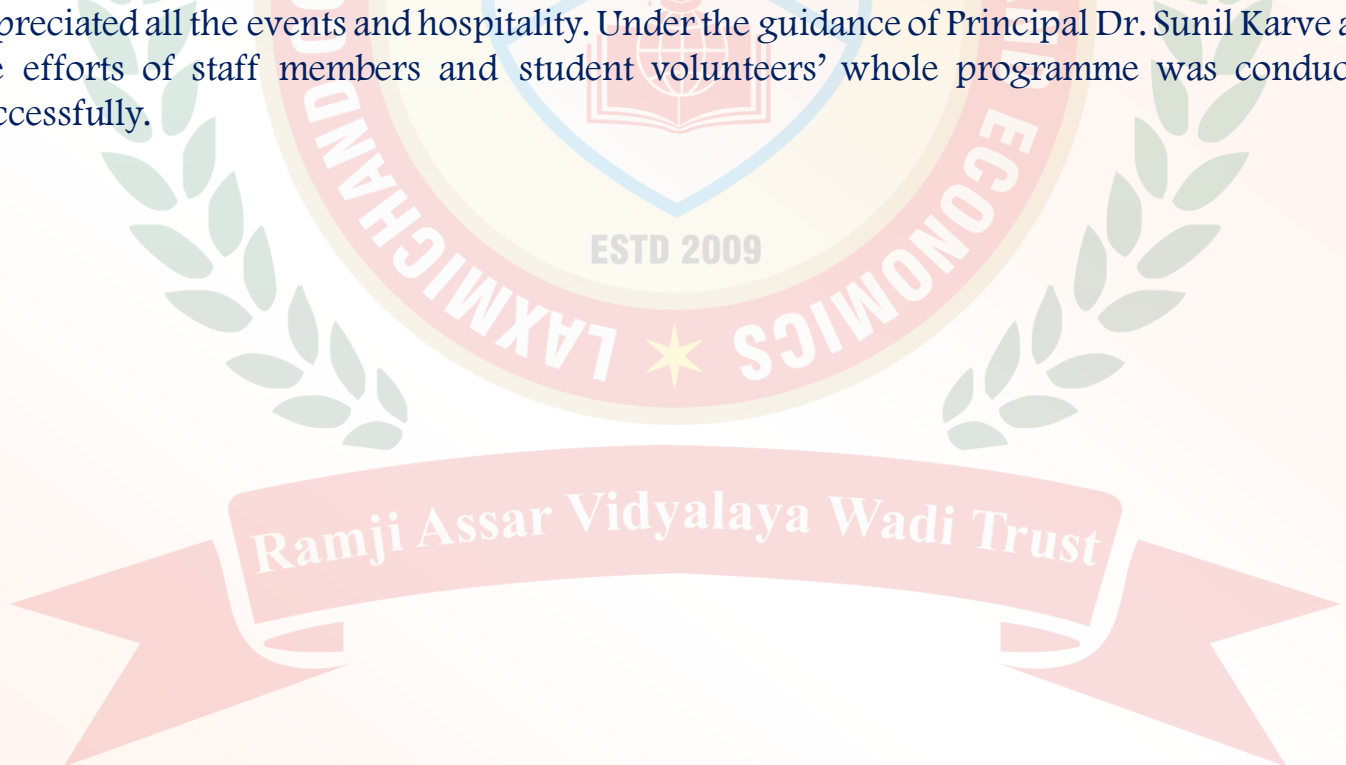 preciated all the events and hospitality. Under the guidance of Principal Dr. Sunil Karve a
efforts of staff members and student volunteers’ whole programme was conduc
ccessfully.
ESTD 2009
LAXMICHAND
ECONOMICS
Ramji Assar Vidyalaya Wadi Trust